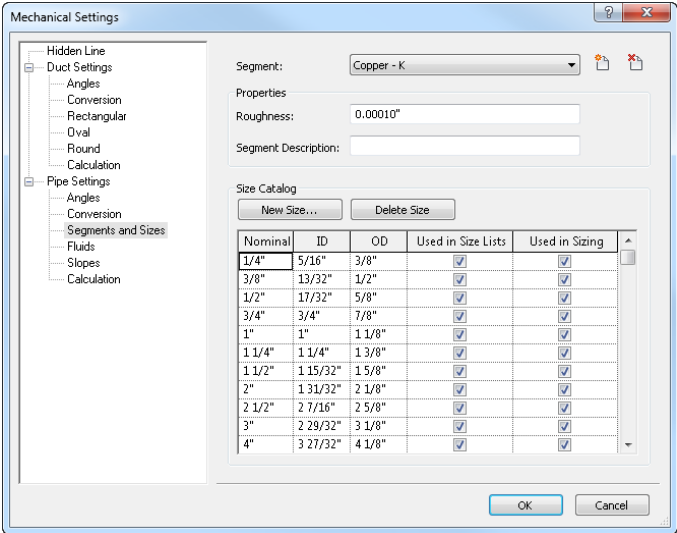 Mechanical Settings
Hidden Line
Duct Settings
Angles
Conversion
Rectangular
Oval
Round
Calculation
Pipe Settings
Angles
Conversion
Segments and Sizes
Fluids
Slopes
Calculation
Segment: Copper - K
Properties
Roughness: 0.00010"
Segment Description:
Size Catalog
New Size... Delete Size
Nominal ID OD Used in Size Lists Used in Sizing
1/4" 5/16" 3/8"
3/8" 13/32" 1/2"
1/2" 17/32" 5/8"
3/4" 3/4" 7/8"
1" 1" 1 1/8"
1 1/4" 1 1/4" 1 3/8"
1 1/2" 1 15/32" 1 5/8"
2" 1 31/32" 2 1/8"
2 1/2" 2 7/16" 2 5/8"
3" 2 29/32" 3 1/8"
4" 3 27/32" 4 1/8"
OK Cancel